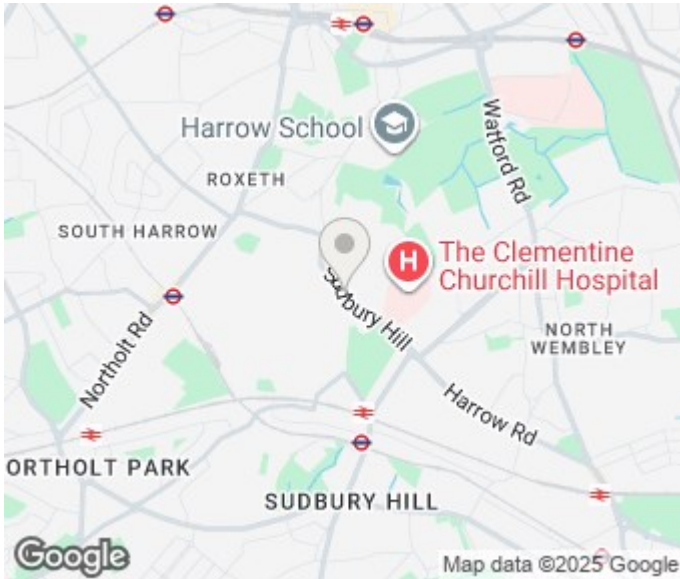 Harrow School
Watford Rd
ROXETH
SOUTH HARROW
H
The Clementine
Churchill Hospital
Sudbury Hill
Northolt Rd
NORTH
WEMBLEY
Harrow Rd
ORTHOLT PARK
SUDBURY HILL
Google
Map data ©2025 Google